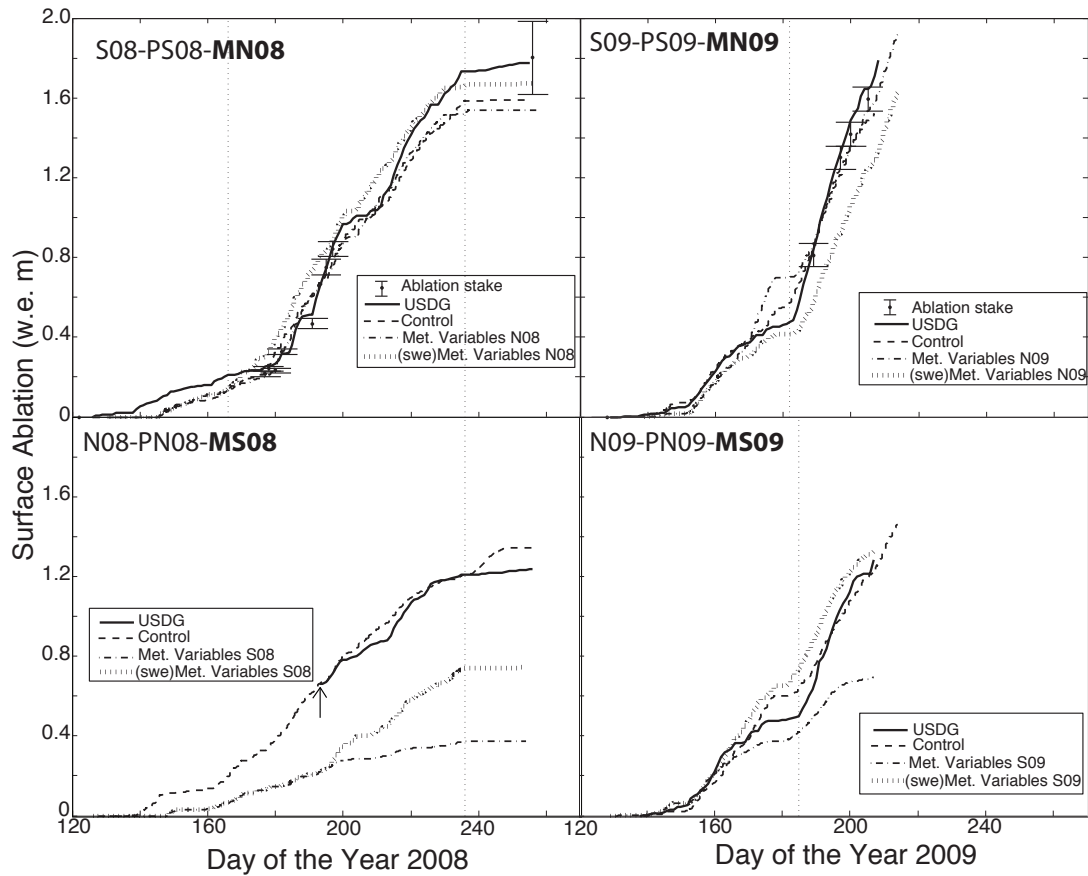 S08-PS08-MN08
S09-PS09-MN09
2.0
1.6
1.2
0.8
0.4
0
Surface Ablation (w.e. m)
Ablation stake
USDG
Control
Met. Variables N08
(swe)Met. Variables N08
Ablation stake
USDG
Control
Met. Variables N09
(swe)Met. Variables N09
N08-PN08-MS08
N09-PN09-MS09
1.6
1.2
0.8
0.4
0
USDG
Control
Met. Variables S08
(swe)Met. Variables S08
USDG
Control
Met. Variables S09
(swe)Met. Variables S09
120 160 200 240 120 160 200 240
Day of the Year 2008
Day of the Year 2009